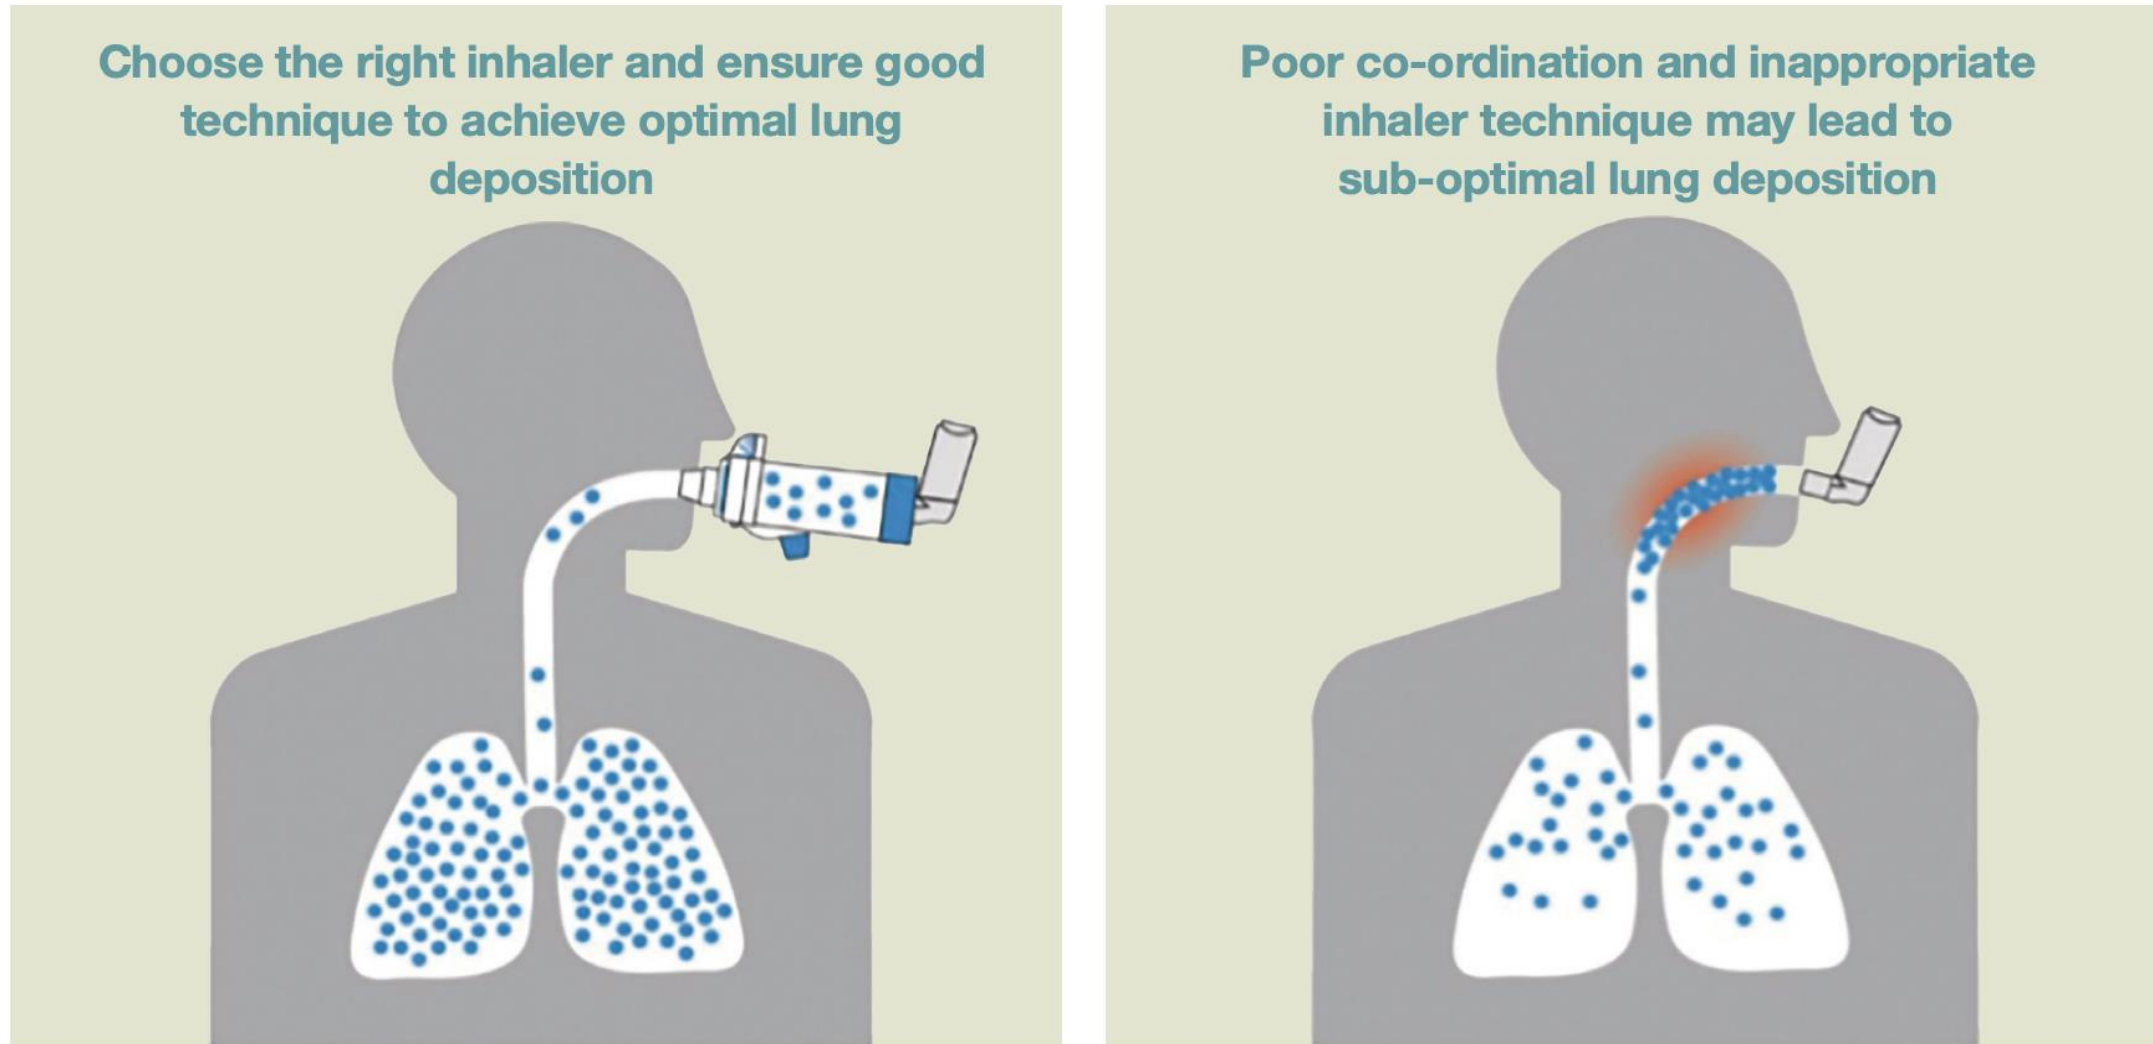 Choose the right inhaler and ensure good
technique to achieve optimal lung
deposition
Poor co-ordination and inappropriate
inhaler technique may lead to
sub-optimal lung deposition